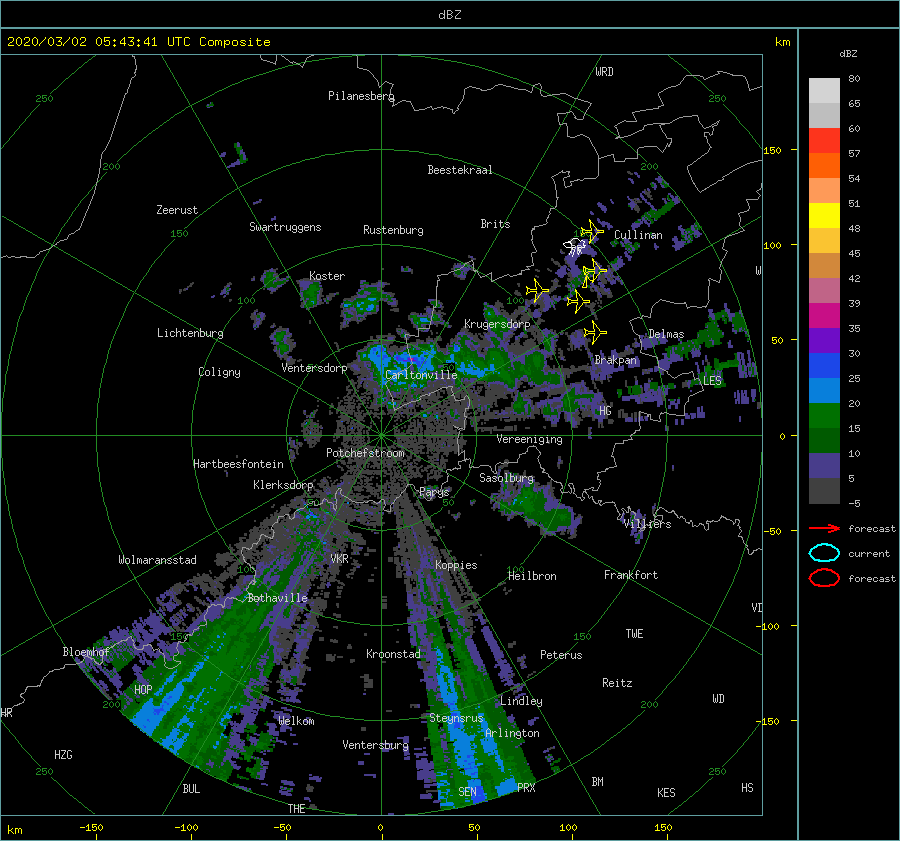 dBZ
2020/03/02 05:43:41 UTC Composite
km
dBZ
WRD
250
Pilanesberg
250
80
65
60
57
54
51
48
45
42
39
35
30
25
20
15
10
5
-5
150
200
Beestekraal
200
Zeerust
Swartruggens
150
Rustenburg
Brits
Cullinan
100
W
Koster
100
100
Krugersdorp
Lichtenburg
Delmas
50
Coligny
Ventersdorp
Carltonville
Brakpan
LES
HG
0
Vereeniging
Potchefstroom
Hartbeesfontein
Klerksdorp
Sasolburg
Parys
50
50
Villiers
-50
forecast
current
forecast
Wolmaransstad
VKR
Koppies
100
100
Heilbron
Frankfort
Bothaville
VD
-100
150
150
TWE
Bloemhof
Kroonstad
Peterus
HOP
Reitz
WD
200
200
Lindley
HR
Welkom
Steynsrus
-150
Arlington
Ventersburg
HZG
250
250
BUL
SEN
PRX
BM
KES
HS
THE
km
-150
-100
-50
0
50
100
150